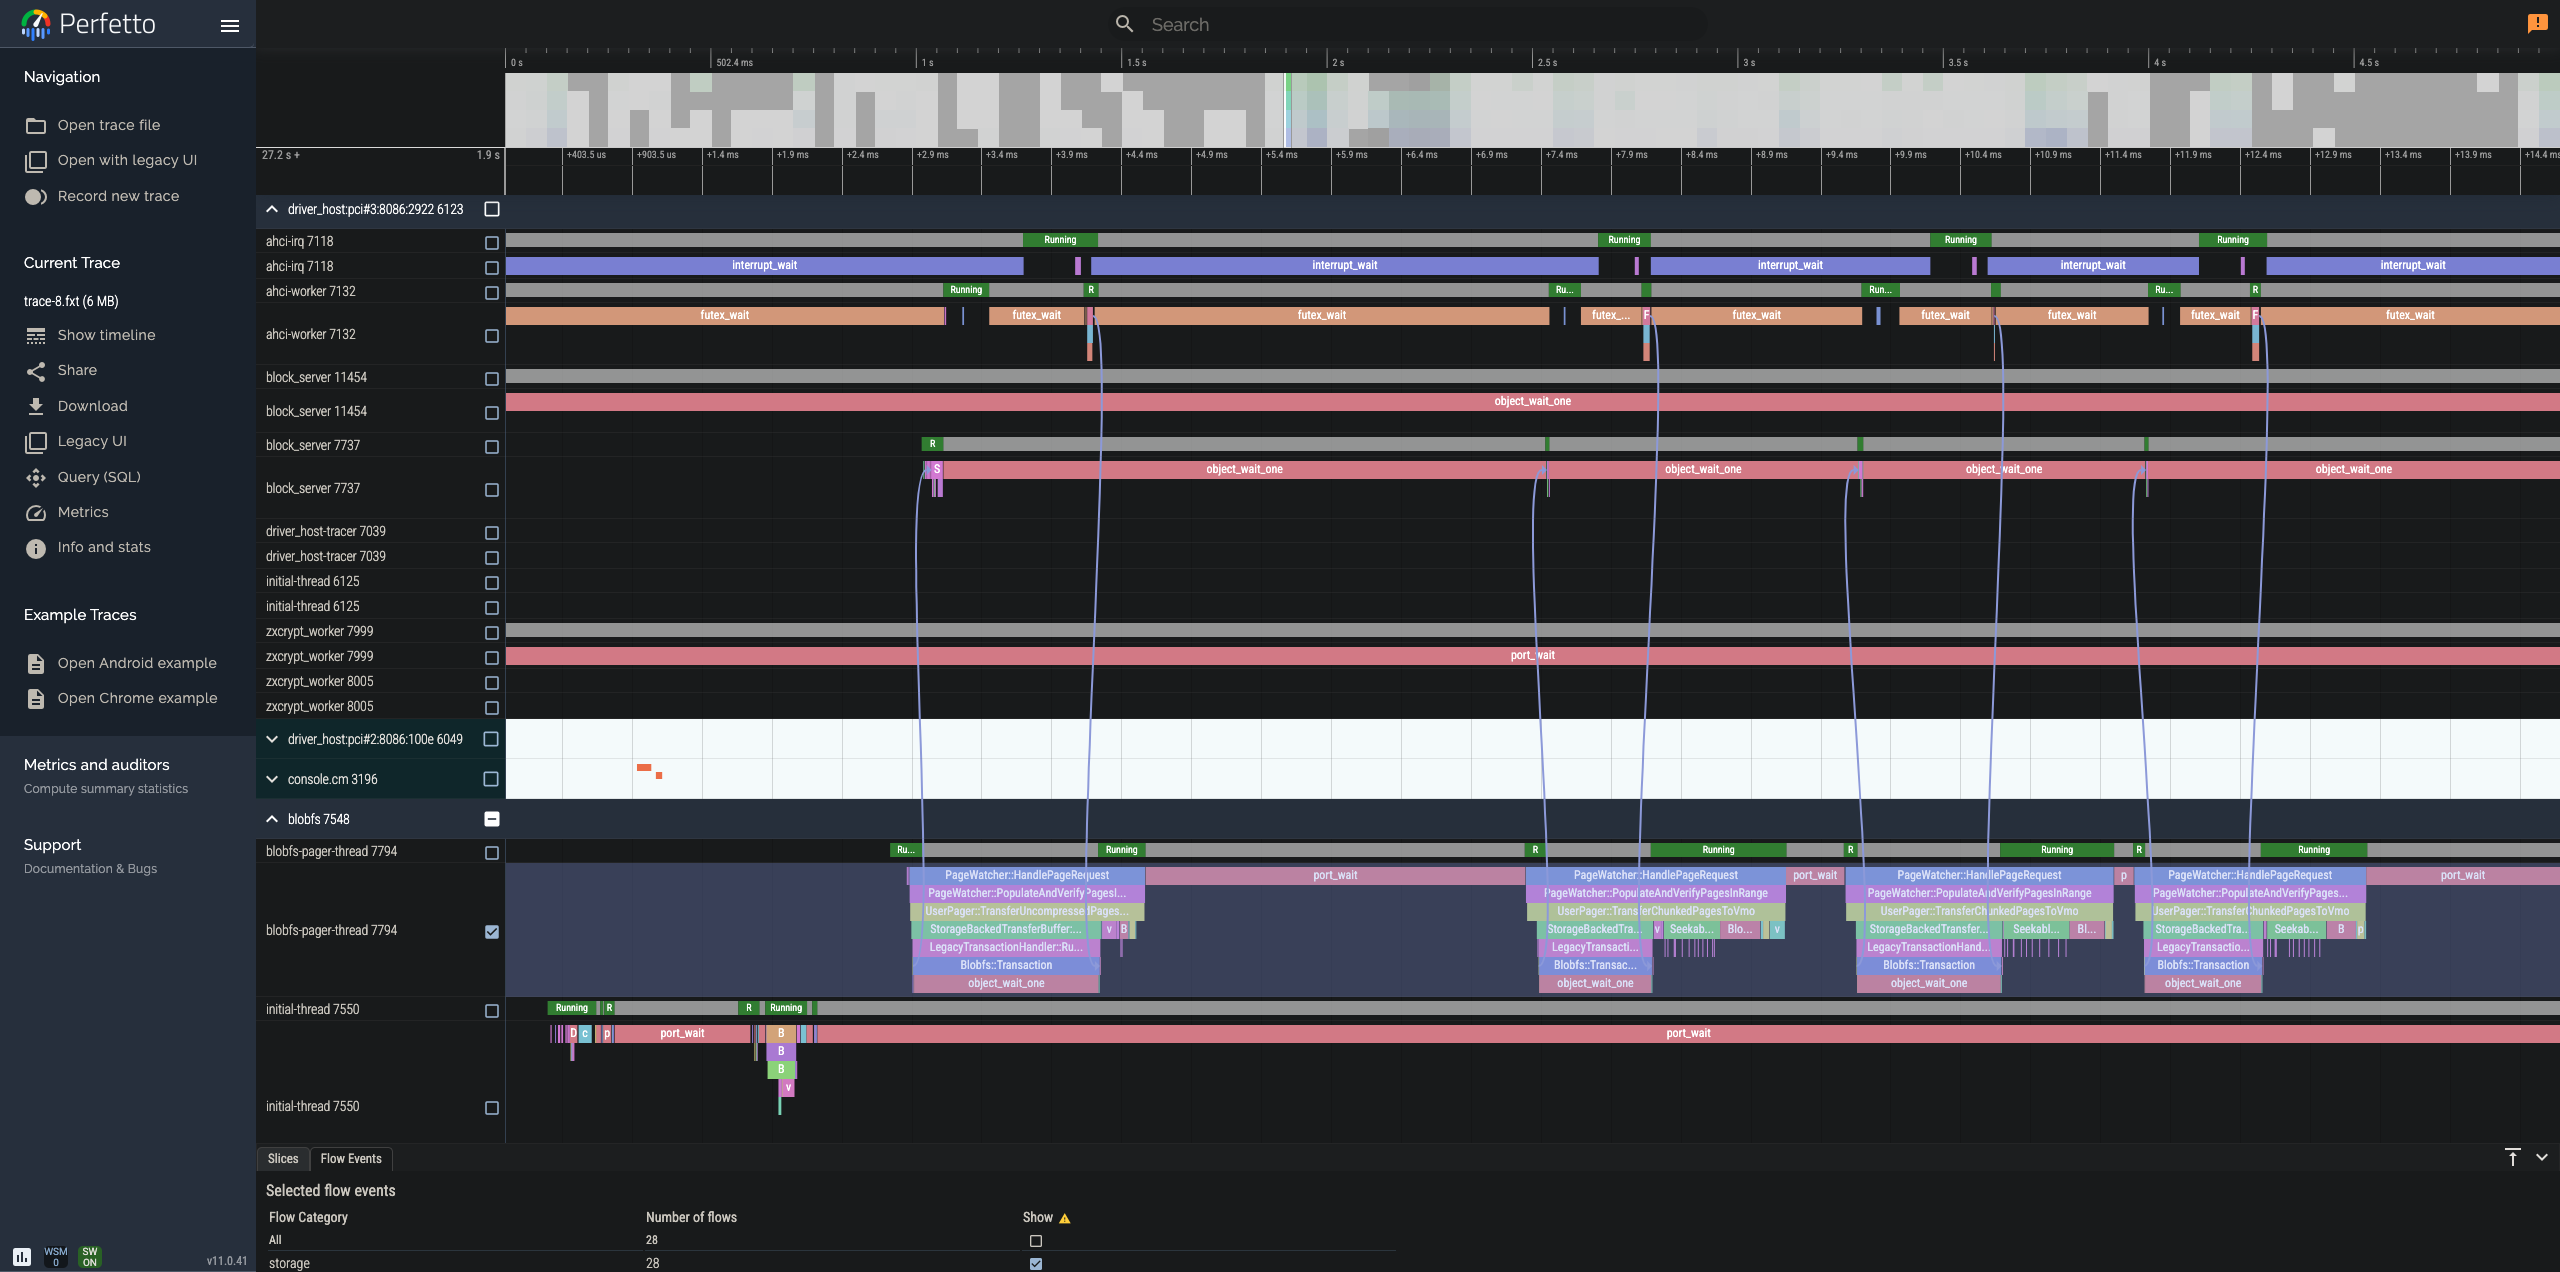 Perfetto
Search
Navigation
Open trace file
Open with legacy UI
Record new trace
Current Trace
trace-8.fxt (6 MB)
Show timeline
Share
Download
Legacy UI
Query (SQL)
Metrics
Info and stats
Example Traces
Open Android example
Open Chrome example
Metrics and auditors
Compute summary statistics
Support
Documentation & Bugs
WSM 0
SW ON
v11.0.41
0 s 502.4 ms 1 s 1.5 s 2 s 2.5 s 3 s 3.5 s 4 s 4.5 s
27.2 s + 1.9 s +403.5 us +903.5 us +1.4 ms +1.9 ms +2.4 ms +2.9 ms +3.4 ms +3.9 ms +4.4 ms +4.9 ms +5.4 ms +5.9 ms +6.4 ms +6.9 ms +7.4 ms +7.9 ms +8.4 ms +8.9 ms +9.4 ms +9.9 ms +10.4 ms +10.9 ms +11.4 ms +11.9 ms +12.4 ms +12.9 ms +13.4 ms +13.9 ms +14.4 m
driver_host:pci#3:8086:2922 6123
ahci-irq 7118 Running Running Running Running
ahci-irq 7118 interrupt_wait interrupt_wait interrupt_wait interrupt_wait interrupt_wait
ahci-worker 7132 Running R Ru... Run... Ru... R
ahci-worker 7132 futex_wait futex_wait futex_wait futex_... F futex_wait futex_wait futex_wait futex_wait F futex_wait
block_server 11454
block_server 11454 object_wait_one
block_server 7737 R
block_server 7737 S object_wait_one object_wait_one object_wait_one object_wait_one
driver_host-tracer 7039
driver_host-tracer 7039
initial-thread 6125
initial-thread 6125
zxcrypt_worker 7999
zxcrypt_worker 7999 port_wait
zxcrypt_worker 8005
zxcrypt_worker 8005
driver_host:pci#2:8086:100e 6049
console.cm 3196
blobfs 7548
blobfs-pager-thread 7794 Ru... Running R Running R Running R Running
PageWatcher::HandlePageRequest port_wait PageWatcher::HandlePageRequest port_wait PageWatcher::HandlePageRequest p PageWatcher::HandlePageRequest port_wait
PageWatcher::PopulateAndVerifyPagesI... PageWatcher::PopulateAndVerifyPagesInRange PageWatcher::PopulateAndVerifyPagesInRange PageWatcher::PopulateAndVerifyPages...
UserPager::TransferUncompressedPages... UserPager::TransferChunkedPagesToVmo UserPager::TransferChunkedPagesToVmo UserPager::TransferChunkedPagesToVmo
blobfs-pager-thread 7794 StorageBackedTransferBuffer:... v B StorageBackedTra... v Seekab... Blo... v StorageBackedTransfer... Seekabl... Bl... StorageBackedTra... Seekab... B p
LegacyTransactionHandler::Ru... LegacyTransacti... LegacyTransactionHand... LegacyTransactio...
Blobfs::Transaction Blobfs::Transac... Blobfs::Transaction Blobfs::Transaction
object_wait_one object_wait_one object_wait_one object_wait_one
initial-thread 7550 Running R R Running
D c p port_wait B port_wait
B
B
v
initial-thread 7550
Slices Flow Events
Selected flow events
Flow Category Number of flows Show
All 28
storage 28